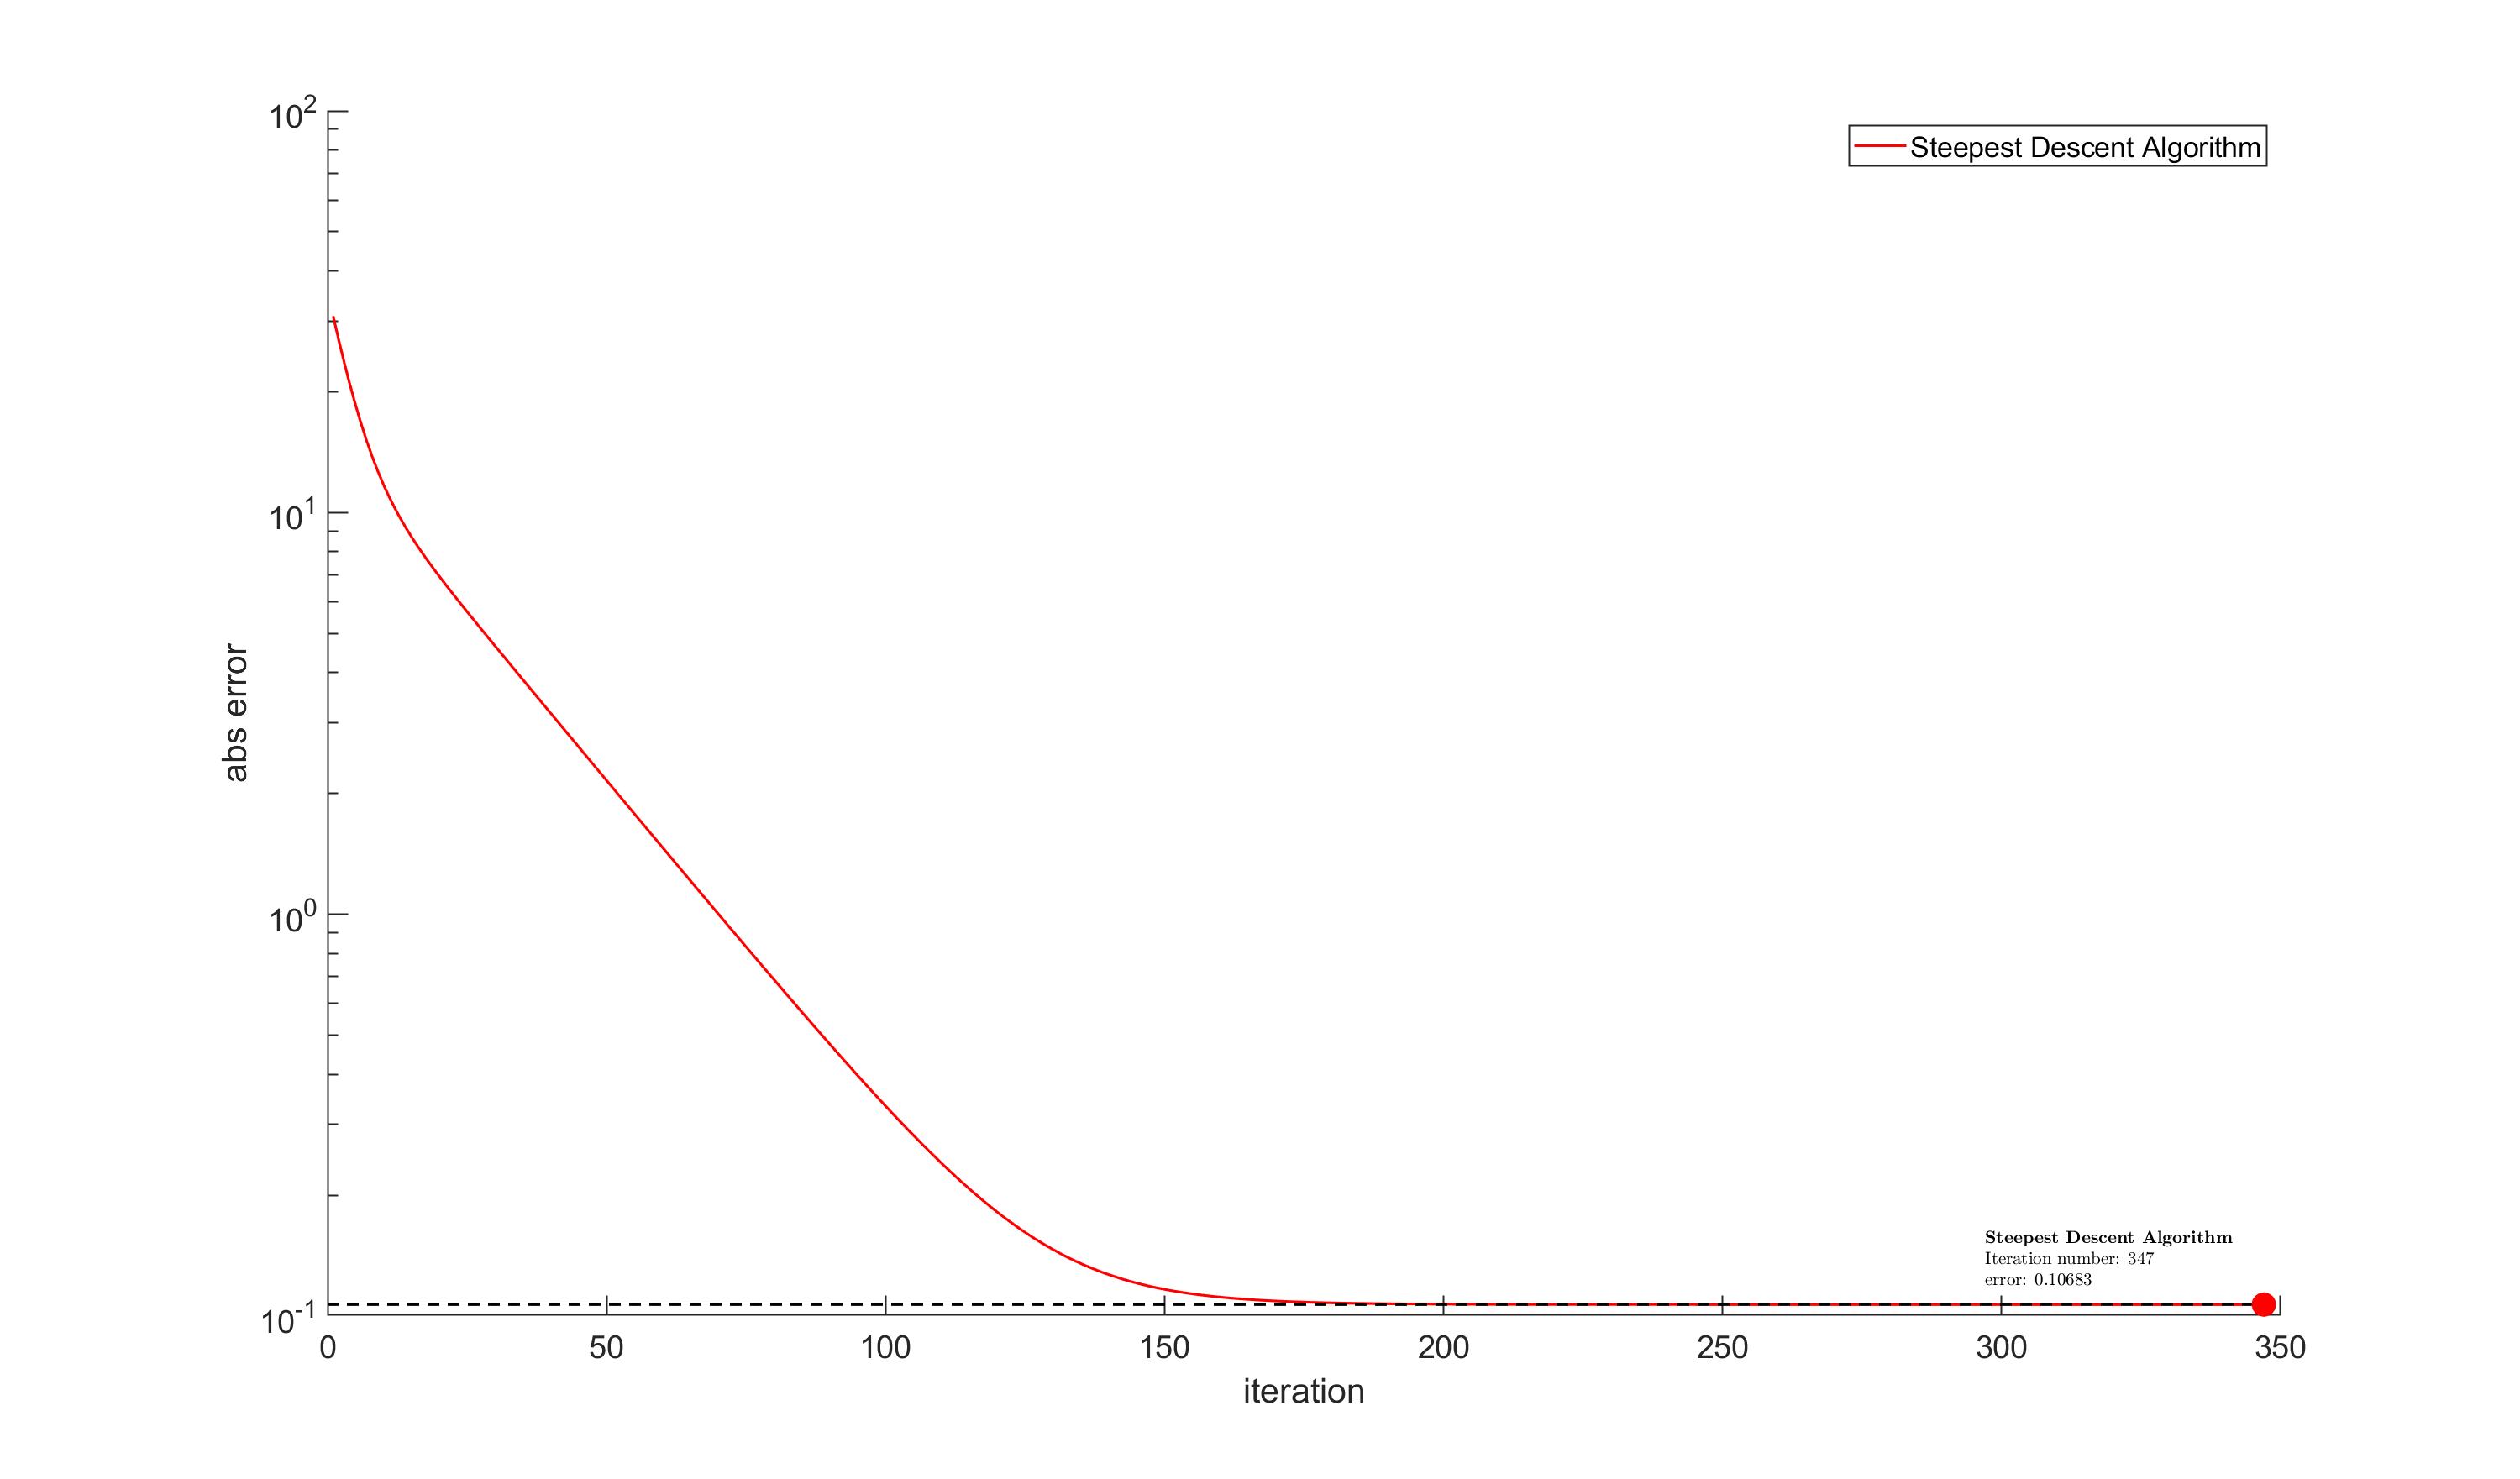 10^2
Steepest Descent Algorithm
10^1
abs error
10^0
Steepest Descent Algorithm
Iteration number: 347
error: 0.10683
10^-1
0 50 100 150 200 250 300 350
iteration